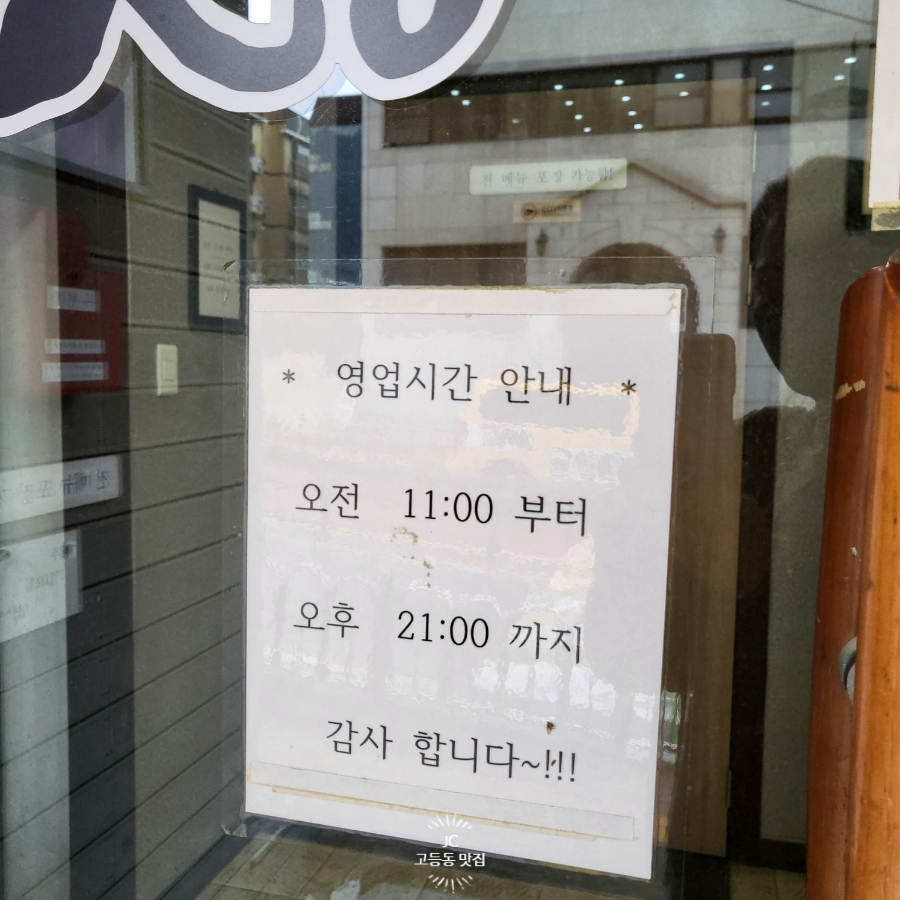 전 메뉴 포장 가능함!
* 영업시간 안내 *
오전 11:00 부터
오후 21:00 까지
감사 합니다~!!!
JC
고등동 맛집